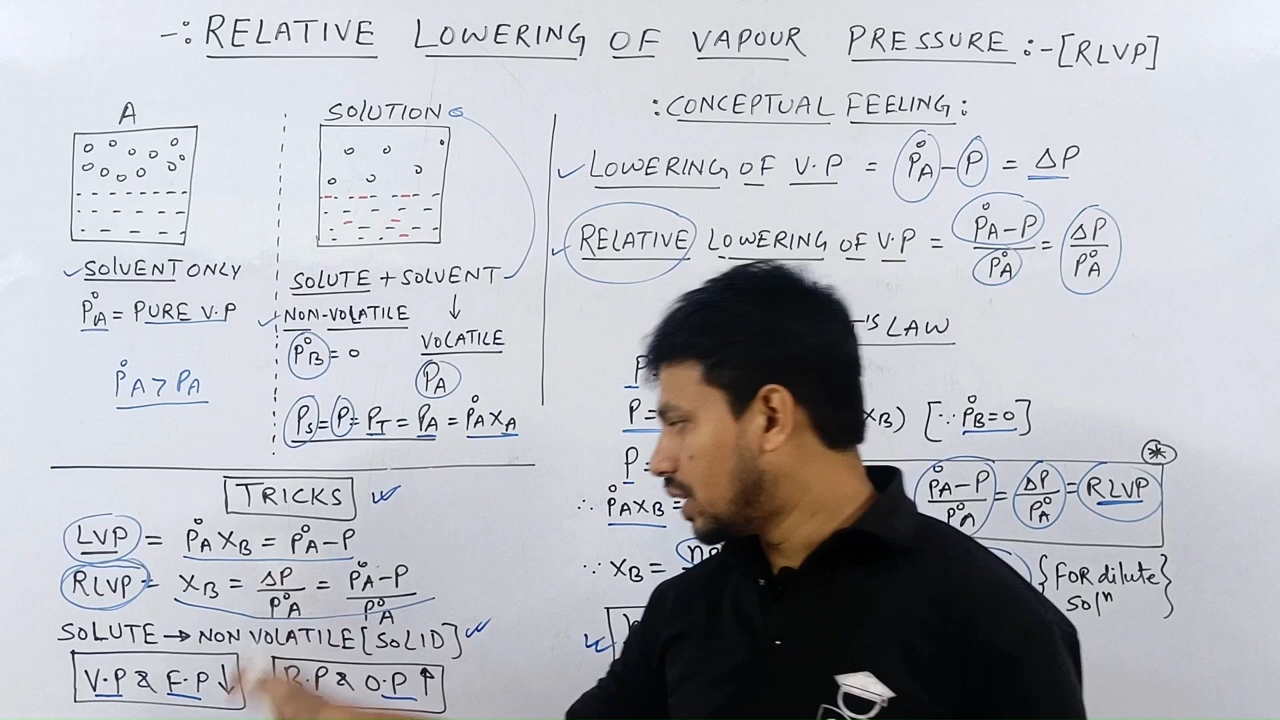 -: RELATIVE LOWERING OF VAPOUR PRESSURE :-[RLVP]
A
SOLUTION
SOLVENT ONLY
P°A = PURE V.P
P°A > PA
SOLUTE + SOLVENT
NON-VOLATILE
↓
VOLATILE
P°B = 0
PA
PS = P = PT = PA = P°A XA
: CONCEPTUAL FEELING :
LOWERING OF V.P = P°A - P = ΔP
RELATIVE LOWERING OF V.P = P°A - P / P°A = ΔP / P°A
'S LAW
P
P =
XB) [∵ P°B = 0]
P =
*
∴ P°A XB =
P°A - P / P°A = ΔP / P°A = RLVP
∵ XB =
{FOR dilute solⁿ}
TRICKS
LVP = P°A XB = P°A - P
RLVP = XB = ΔP / P°A = P°A - P / P°A
SOLUTE → NON VOLATILE [SOLID]
V.P & F.P ↓
B.P & O.P ↑